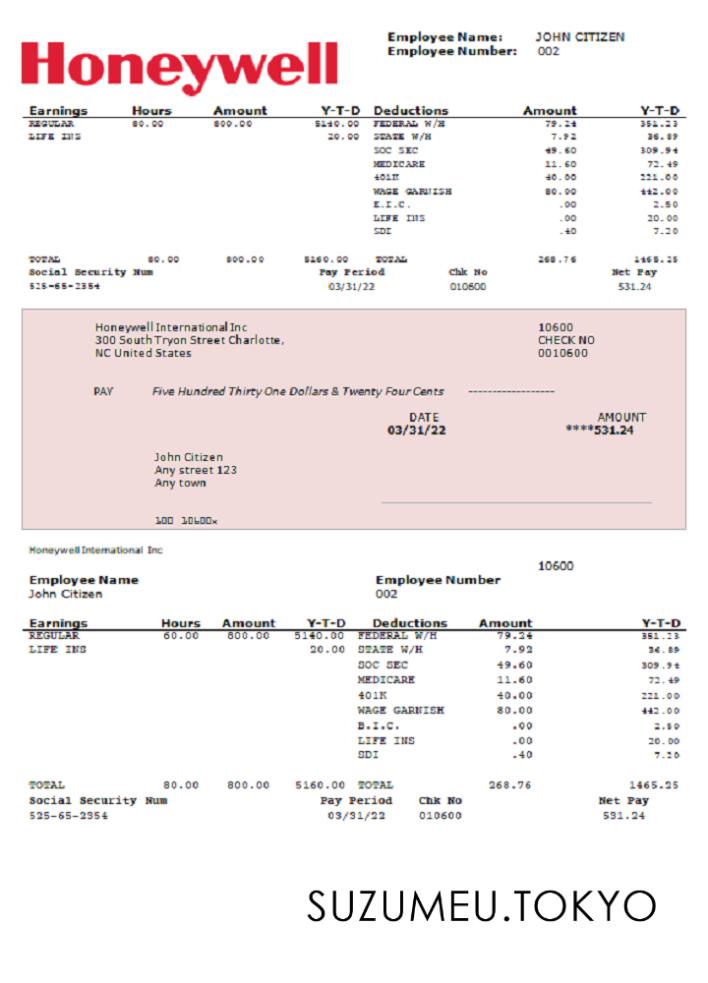 Honeywell
Employee Name: JOHN CITIZEN
Employee Number: 002
Earnings Hours Amount Y-T-D Deductions Amount Y-T-D
REGULAR 80.00 800.00 5140.00 FEDERAL W/H 79.24 351.23
LIFE INS 20.00 STATE W/H 7.92 36.89
SOC SEC 49.60 309.94
MEDICARE 11.60 72.49
401K 40.00 221.00
WAGE GARNISH 80.00 442.00
E.I.C. .00 2.50
LIFE INS .00 20.00
SDI .40 7.20
TOTAL 80.00 800.00 5160.00 TOTAL 268.76 1465.25
Social Security Num Pay Period Chk No Net Pay
525-65-2354 03/31/22 010600 531.24
Honeywell International Inc 10600
300 South Tryon Street Charlotte, CHECK NO
NC United States 0010600
PAY Five Hundred Thirty One Dollars & Twenty Four Cents ------------------
DATE AMOUNT
03/31/22 ****531.24
John Citizen
Any street 123
Any town
100 10600x
Honeywell International Inc
10600
Employee Name Employee Number
John Citizen 002
Earnings Hours Amount Y-T-D Deductions Amount Y-T-D
REGULAR 60.00 800.00 5140.00 FEDERAL W/H 79.24 351.23
LIFE INS 20.00 STATE W/H 7.92 36.89
SOC SEC 49.60 309.94
MEDICARE 11.60 72.49
401K 40.00 221.00
WAGE GARNISH 80.00 442.00
B.I.C. .00 2.50
LIFE INS .00 20.00
SDI .40 7.20
TOTAL 80.00 800.00 5160.00 TOTAL 268.76 1465.25
Social Security Num Pay Period Chk No Net Pay
525-65-2354 03/31/22 010600 531.24
SUZUMEU.TOKYO